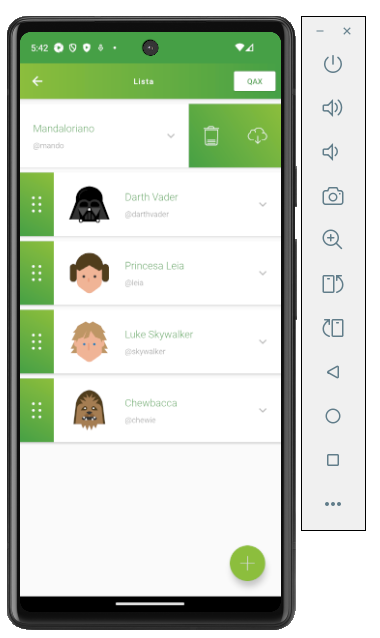 5:42
Lista
QAX
Mandaloriano
@mando
Darth Vader
@darthvader
Princesa Leia
@leia
Luke Skywalker
@skywalker
Chewbacca
@chewie